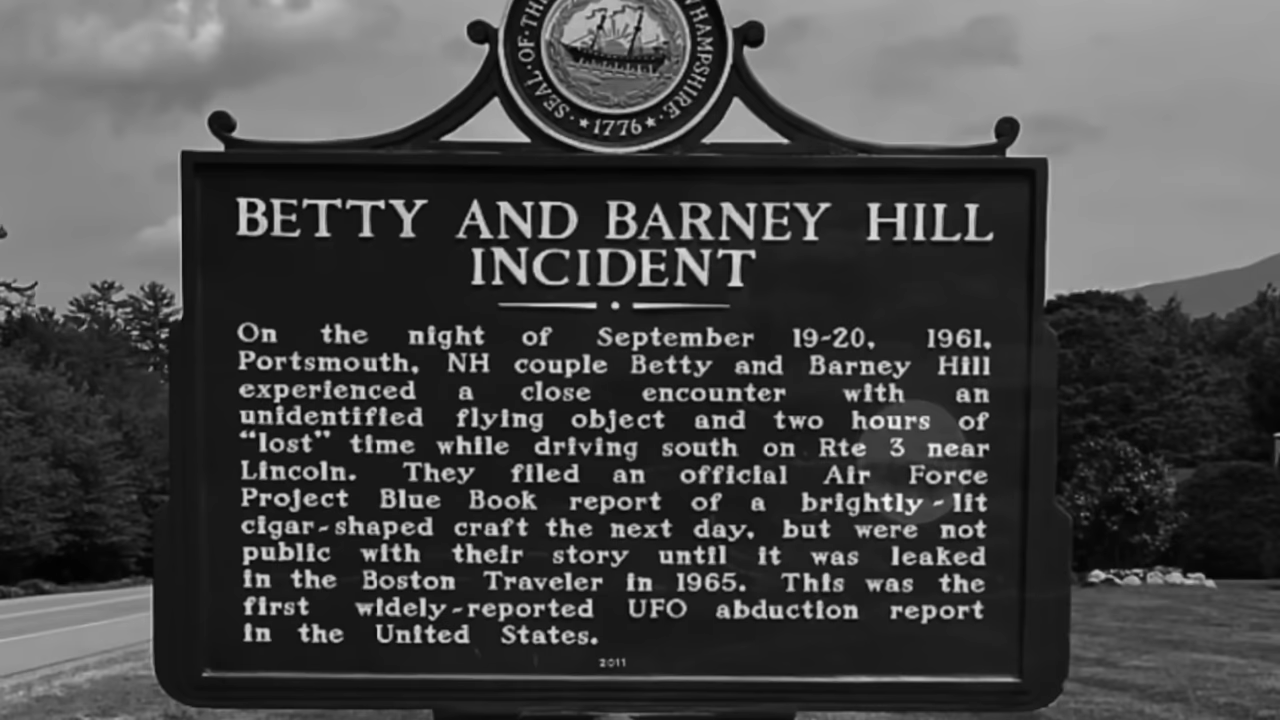 SEAL · OF · THE
HAMPSHIRE ·
★ 1776 ★
BETTY AND BARNEY HILL
INCIDENT
On the night of September 19-20, 1961,
Portsmouth, NH couple Betty and Barney Hill
experienced a close encounter with an
unidentified flying object and two hours of
"lost" time while driving south on Rte 3 near
Lincoln. They filed an official Air Force
Project Blue Book report of a brightly-lit
cigar-shaped craft the next day, but were not
public with their story until it was leaked
in the Boston Traveler in 1965. This was the
first widely-reported UFO abduction report
in the United States.
2011